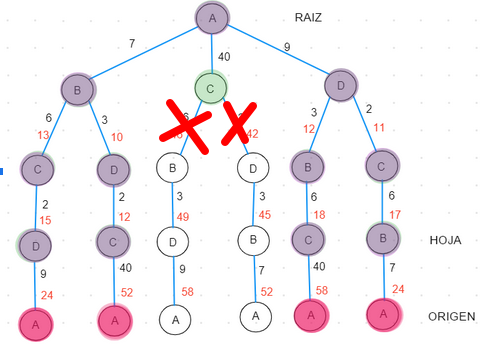 A RAIZ
7 40 9
B C D
6 3 3 2
13 10 42 12 11
C D B D B C
2 2 3 3 6 6
15 12 49 45 18 17
D C D B B B HOJA
9 40 9 7 40 7
24 52 58 52 58 24
A A A A A A ORIGEN